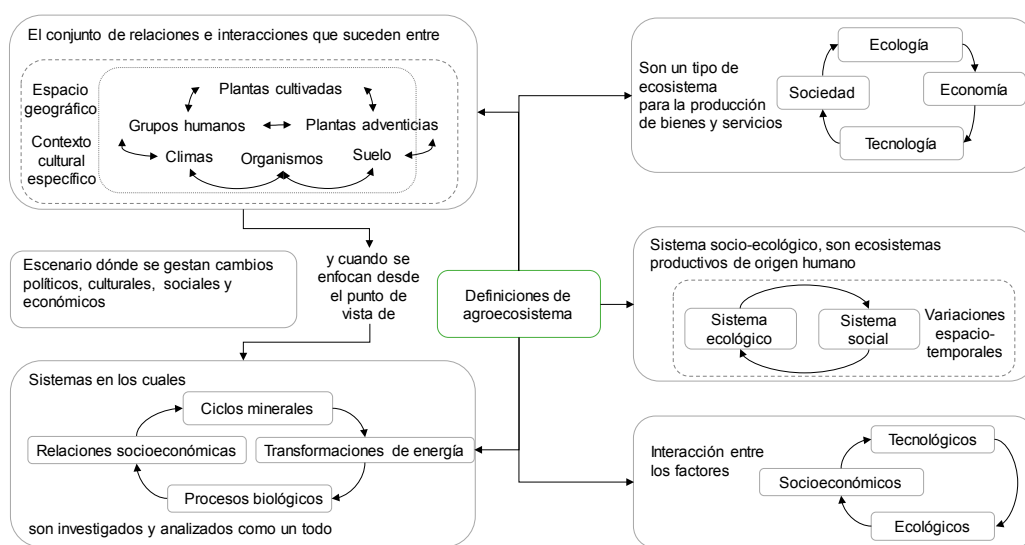 El conjunto de relaciones e interacciones que suceden entre
Espacio
geográfico
Contexto
cultural
específico
Plantas cultivadas
Grupos humanos
Plantas adventicias
Climas
Organismos
Suelo
Son un tipo de
ecosistema
para la producción
de bienes y servicios
Ecología
Sociedad
Economía
Tecnología
Escenario dónde se gestan cambios
políticos, culturales, sociales y
económicos
y cuando se
enfocan desde
el punto de
vista de
Definiciones de
agroecosistema
Sistema socio-ecológico, son ecosistemas
productivos de origen humano
Sistema
ecológico
Sistema
social
Variaciones
espacio-
temporales
Sistemas en los cuales
Ciclos minerales
Relaciones socioeconómicas
Transformaciones de energía
Procesos biológicos
son investigados y analizados como un todo
Interacción entre
los factores
Tecnológicos
Socioeconómicos
Ecológicos